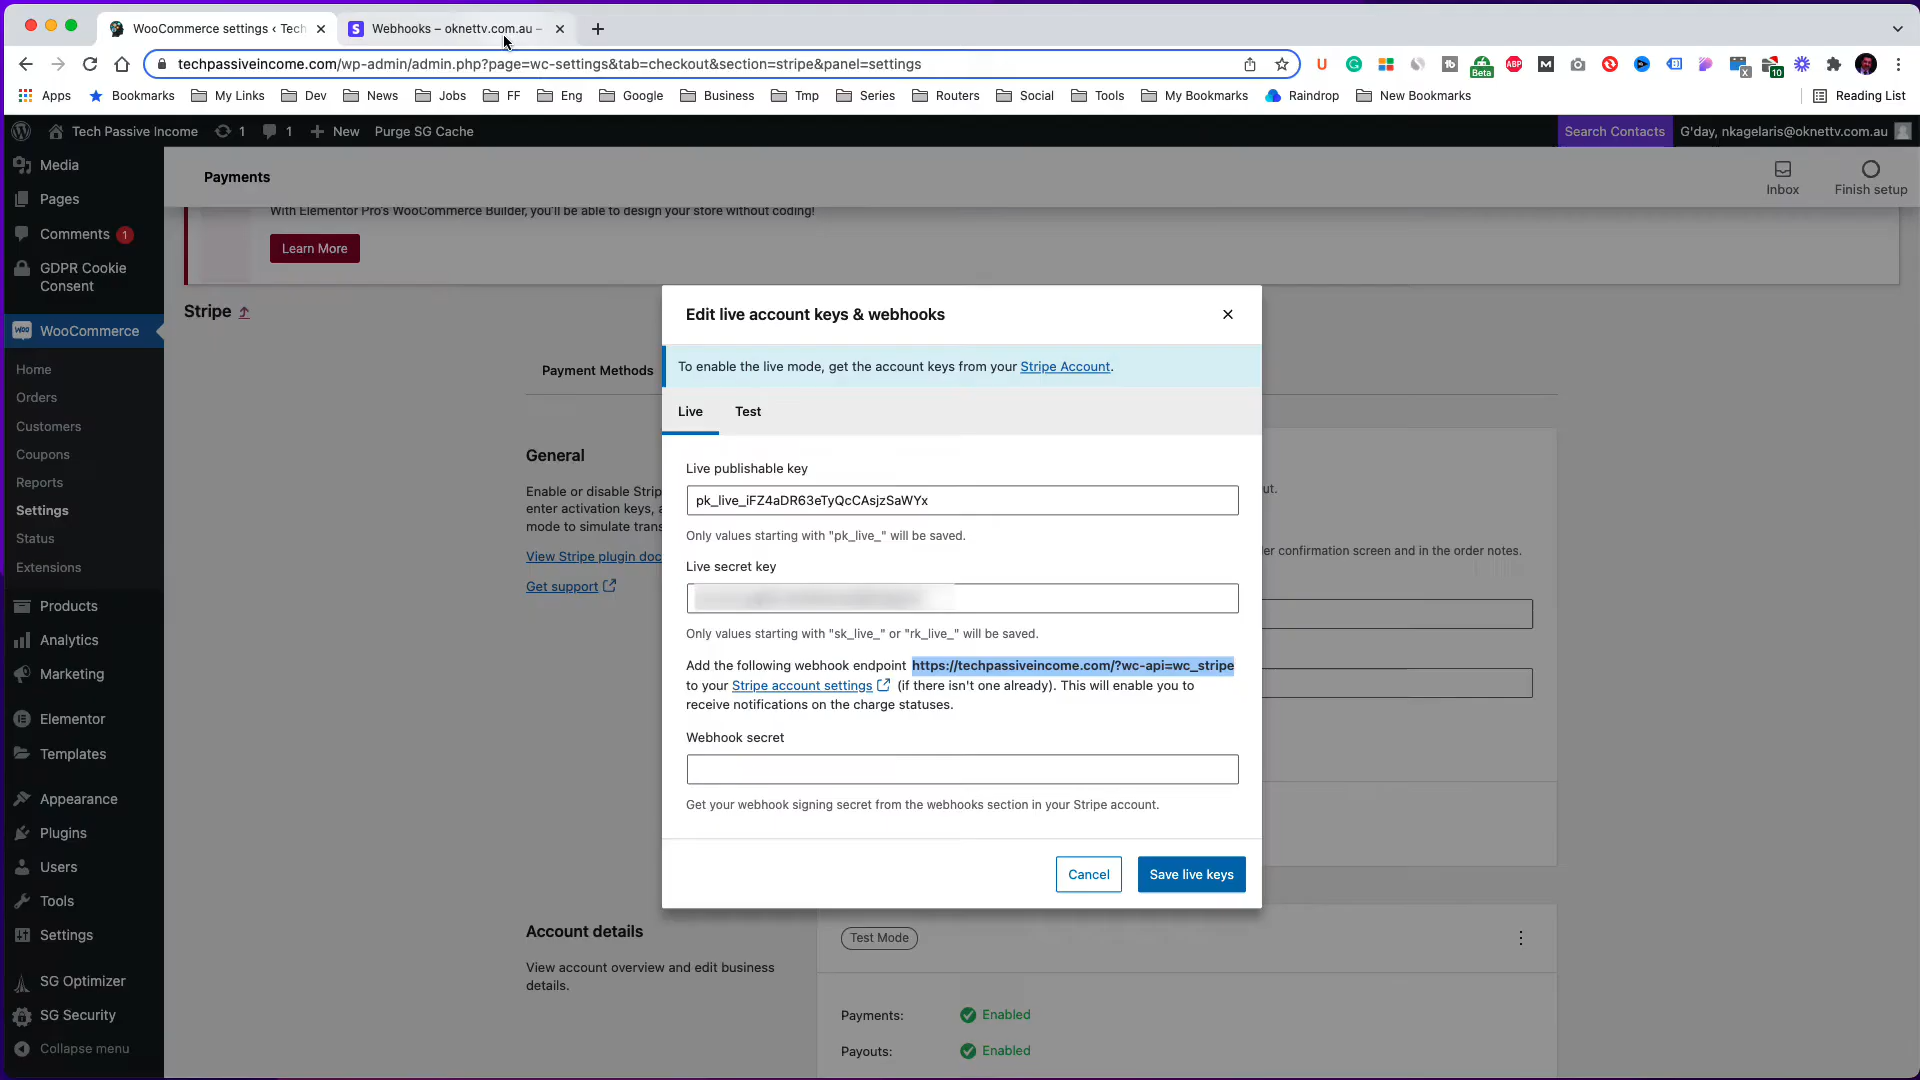 WooCommerce settings ‹ Tech
Webhooks – oknettv.com.au –
techpassiveincome.com/wp-admin/admin.php?page=wc-settings&tab=checkout&section=stripe&panel=settings
Beta
ABP
10
Apps
Bookmarks
My Links
Dev
News
Jobs
FF
Eng
Google
Business
Tmp
Series
Routers
Social
Tools
My Bookmarks
Raindrop
New Bookmarks
Reading List
Tech Passive Income
1
1
New
Purge SG Cache
Search Contacts
G'day, nkagelaris@oknettv.com.au
Media
Pages
Comments 1
GDPR Cookie
Consent
WooCommerce
Home
Orders
Customers
Coupons
Reports
Settings
Status
Extensions
Products
Analytics
Marketing
Elementor
Templates
Appearance
Plugins
Users
Tools
Settings
SG Optimizer
SG Security
Collapse menu
Payments
Inbox
Finish setup
With Elementor Pro's WooCommerce Builder, you'll be able to design your store without coding!
Learn More
Stripe
Payment Methods
General
Enable or disable Strip
enter activation keys, a
mode to simulate trans
View Stripe plugin doc
Get support
ut.
er confirmation screen and in the order notes.
Edit live account keys & webhooks
To enable the live mode, get the account keys from your Stripe Account.
Live
Test
Live publishable key
pk_live_iFZ4aDR63eTyQcCAsjzSaWYx
Only values starting with "pk_live_" will be saved.
Live secret key
Only values starting with "sk_live_" or "rk_live_" will be saved.
Add the following webhook endpoint https://techpassiveincome.com/?wc-api=wc_stripe
to your Stripe account settings (if there isn't one already). This will enable you to
receive notifications on the charge statuses.
Webhook secret
Get your webhook signing secret from the webhooks section in your Stripe account.
Cancel
Save live keys
Account details
View account overview and edit business
details.
Test Mode
Payments:
Enabled
Payouts:
Enabled